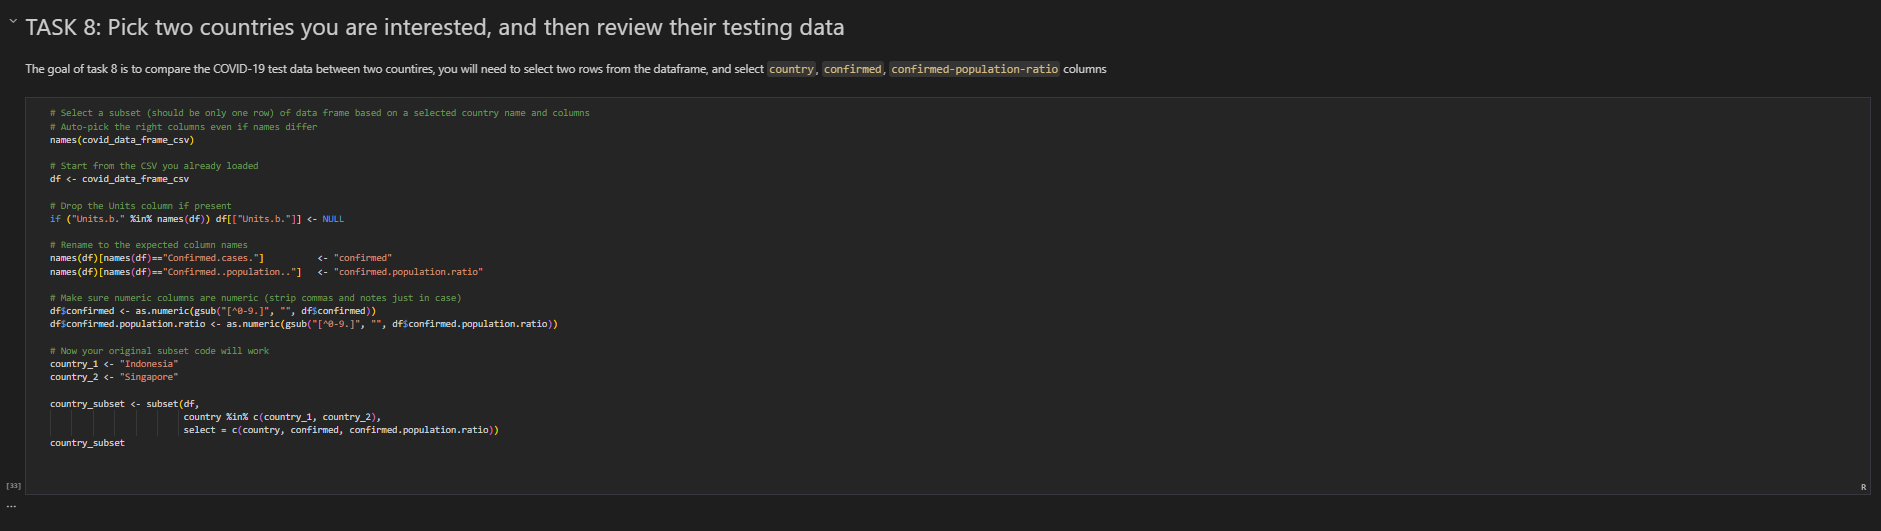 TASK 8: Pick two countries you are interested, and then review their testing data
The goal of task 8 is to compare the COVID-19 test data between two countires, you will need to select two rows from the dataframe, and select country, confirmed, confirmed-population-ratio columns
# Select a subset (should be only one row) of data frame based on a selected country name and columns
# Auto-pick the right columns even if names differ
names(covid_data_frame_csv)
# Start from the CSV you already loaded
df <- covid_data_frame_csv
# Drop the Units column if present
if ("Units.b." %in% names(df)) df[["Units.b."]] <- NULL
# Rename to the expected column names
names(df)[names(df)=="Confirmed.cases."] <- "confirmed"
names(df)[names(df)=="Confirmed..population.."] <- "confirmed.population.ratio"
# Make sure numeric columns are numeric (strip commas and notes just in case)
df$confirmed <- as.numeric(gsub("[^0-9.]", "", df$confirmed))
df$confirmed.population.ratio <- as.numeric(gsub("[^0-9.]", "", df$confirmed.population.ratio))
# Now your original subset code will work
country_1 <- "Indonesia"
country_2 <- "Singapore"
country_subset <- subset(df,
country %in% c(country_1, country_2),
select = c(country, confirmed, confirmed.population.ratio))
country_subset
[33]
R
...